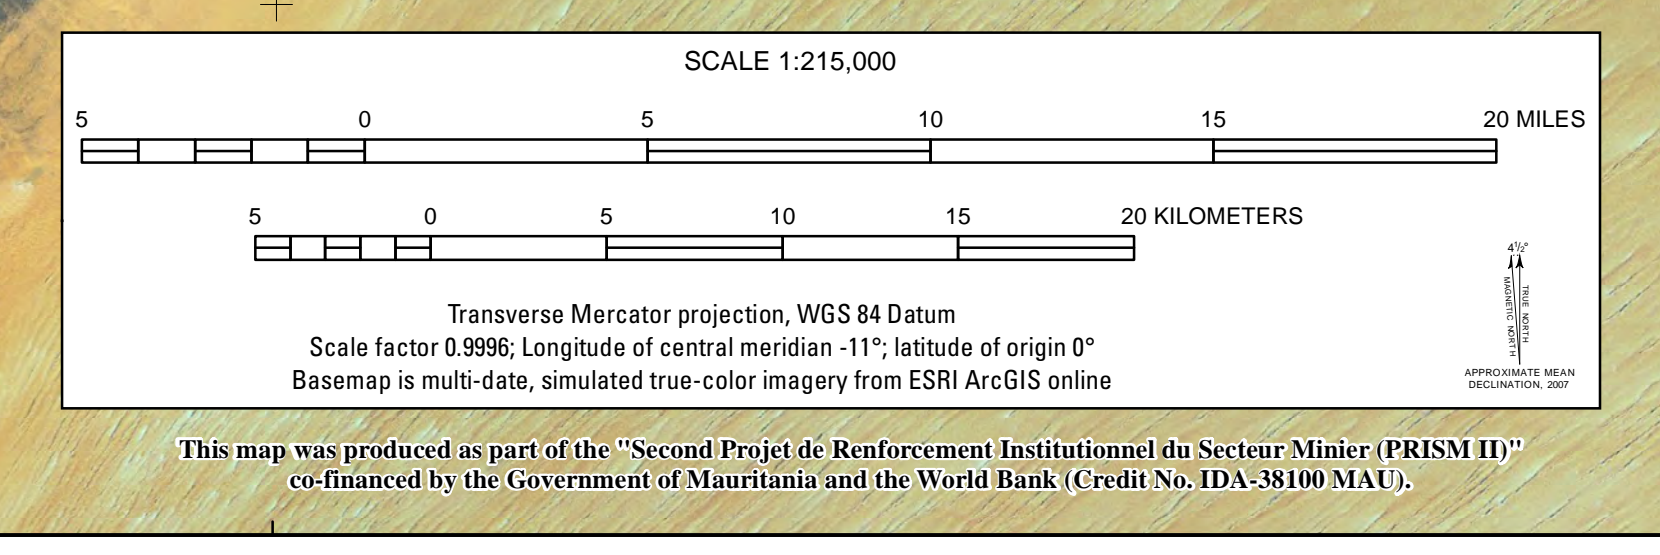 SCALE 1:215,000
5 0 5 10 15 20 MILES
5 0 5 10 15 20 KILOMETERS
4 1/2°
MAGNETIC NORTH
TRUE NORTH
APPROXIMATE MEAN
DECLINATION, 2007
Transverse Mercator projection, WGS 84 Datum
Scale factor 0.9996; Longitude of central meridian -11°; latitude of origin 0°
Basemap is multi-date, simulated true-color imagery from ESRI ArcGIS online
This map was produced as part of the "Second Projet de Renforcement Institutionnel du Secteur Minier (PRISM II)"
co-financed by the Government of Mauritania and the World Bank (Credit No. IDA-38100 MAU).